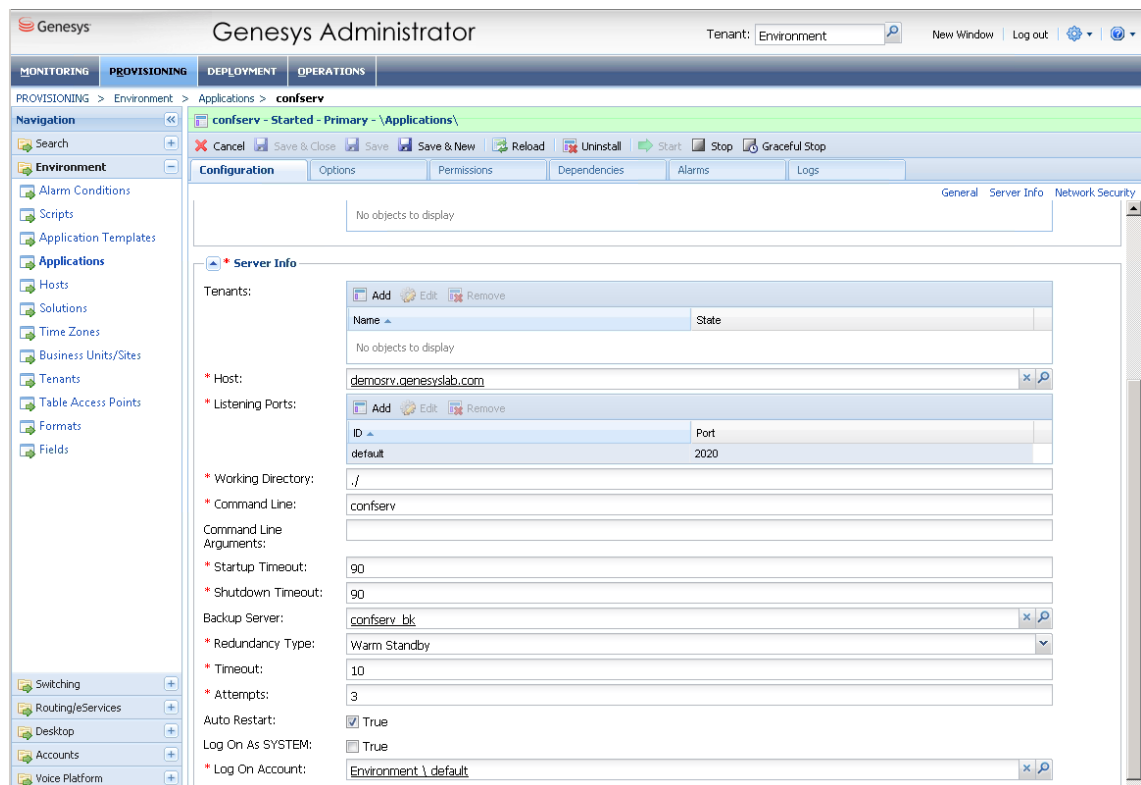 Genesys
Genesys Administrator
Tenant: Environment
New Window Log out
MONITORING PROVISIONING DEPLOYMENT OPERATIONS
PROVISIONING > Environment > Applications > confserv
Navigation
confserv - Started - Primary - \Applications\
Search
Cancel Save & Close Save Save & New Reload Uninstall Start Stop Graceful Stop
Environment
Configuration Options Permissions Dependencies Alarms Logs
Alarm Conditions
General Server Info Network Security
Scripts
No objects to display
Application Templates
Applications
* Server Info
Hosts
Tenants:
Add Edit Remove
Solutions
Name State
Time Zones
No objects to display
Business Units/Sites
Tenants
* Host: demosrv.genesyslab.com
Table Access Points
* Listening Ports:
Add Edit Remove
Formats
ID Port
Fields
default 2020
* Working Directory: ./
* Command Line: confserv
Command Line
Arguments:
* Startup Timeout: 90
* Shutdown Timeout: 90
Backup Server: confserv_bk
* Redundancy Type: Warm Standby
* Timeout: 10
Switching
* Attempts: 3
Routing/eServices
Auto Restart: True
Desktop
Log On As SYSTEM: True
Accounts
* Log On Account: Environment \ default
Voice Platform